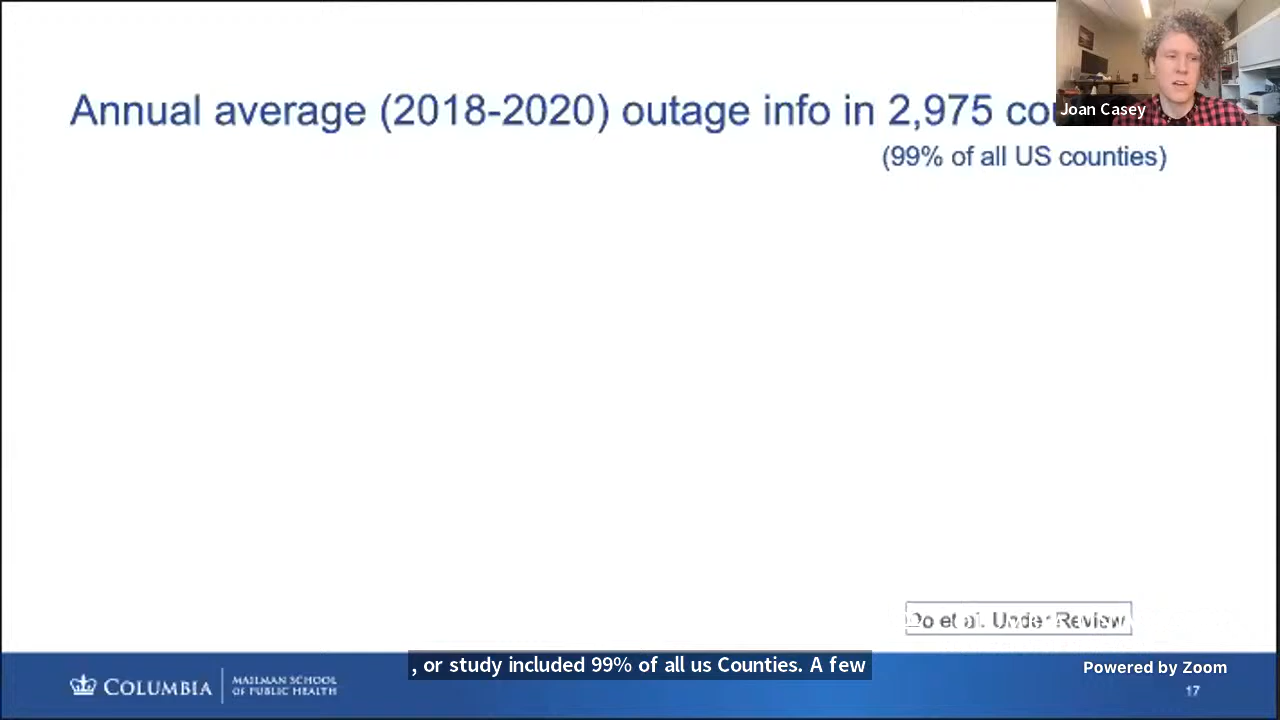 Annual average (2018-2020) outage info in 2,975 co
(99% of all US counties)
Joan Casey
Do et al. Under Review
, or study included 99% of all us Counties. A few
Powered by Zoom
COLUMBIA
MAILMAN SCHOOL
OF PUBLIC HEALTH
17